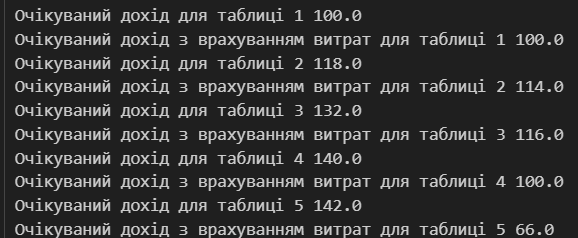 Очікуваний дохід для таблиці 1 100.0
Очікуваний дохід з врахуванням витрат для таблиці 1 100.0
Очікуваний дохід для таблиці 2 118.0
Очікуваний дохід з врахуванням витрат для таблиці 2 114.0
Очікуваний дохід для таблиці 3 132.0
Очікуваний дохід з врахуванням витрат для таблиці 3 116.0
Очікуваний дохід для таблиці 4 140.0
Очікуваний дохід з врахуванням витрат для таблиці 4 100.0
Очікуваний дохід для таблиці 5 142.0
Очікуваний дохід з врахуванням витрат для таблиці 5 66.0